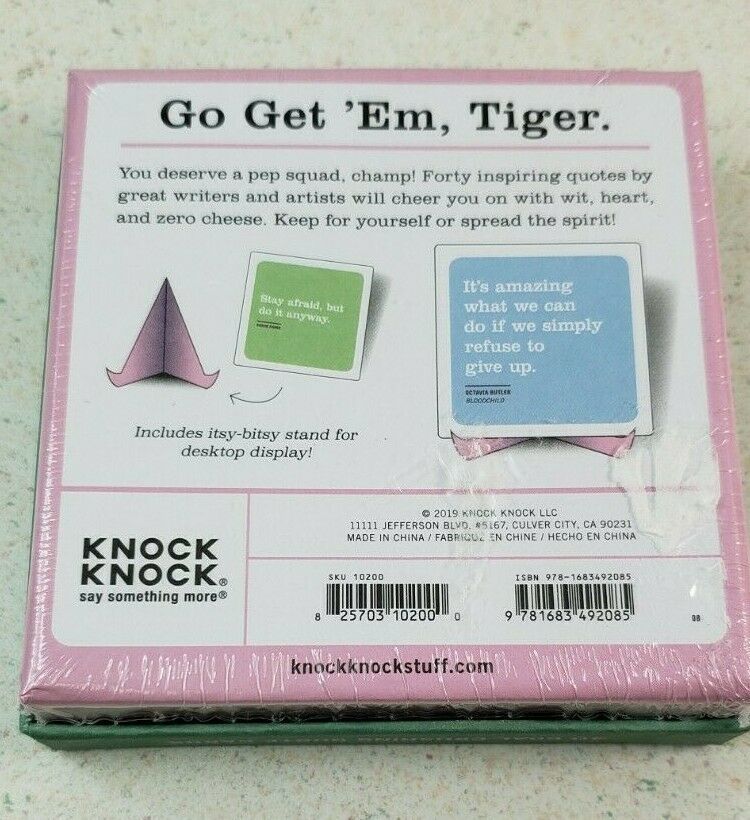 Go Get 'Em, Tiger.
You deserve a pep squad, champ! Forty inspiring quotes by
great writers and artists will cheer you on with wit, heart,
and zero cheese. Keep for yourself or spread the spirit!
Stay afraid, but
do it anyway.
It's amazing
what we can
do if we simply
refuse to
give up.
OCTAVIA BUTLER
BLOODCHILD
Includes itsy-bitsy stand for
desktop display!
KNOCK
KNOCK®
say something more®
© 2019 KNOCK KNOCK LLC
11111 JEFFERSON BLVD, #5167, CULVER CITY, CA 90231
MADE IN CHINA / FABRIQUÉ EN CHINE / HECHO EN CHINA
SKU 10200
8 25703 10200 0
ISBN 978-1683492085
9 781683 492085
08
knockknockstuff.com